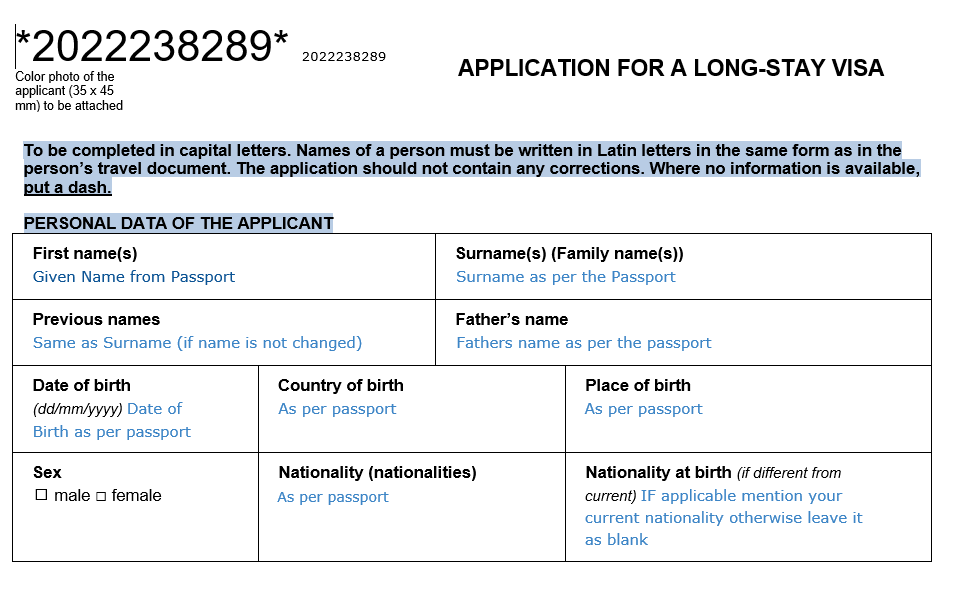 *2022238289* 2022238289
Color photo of the
applicant (35 x 45
mm) to be attached
APPLICATION FOR A LONG-STAY VISA
To be completed in capital letters. Names of a person must be written in Latin letters in the same form as in the
person's travel document. The application should not contain any corrections. Where no information is available,
put a dash.
PERSONAL DATA OF THE APPLICANT
First name(s)
Given Name from Passport
Surname(s) (Family name(s))
Surname as per the Passport
Previous names
Same as Surname (if name is not changed)
Father's name
Fathers name as per the passport
Date of birth
(dd/mm/yyyy) Date of
Birth as per passport
Country of birth
As per passport
Place of birth
As per passport
Sex
☐ male □ female
Nationality (nationalities)
As per passport
Nationality at birth (if different from
current) IF applicable mention your
current nationality otherwise leave it
as blank